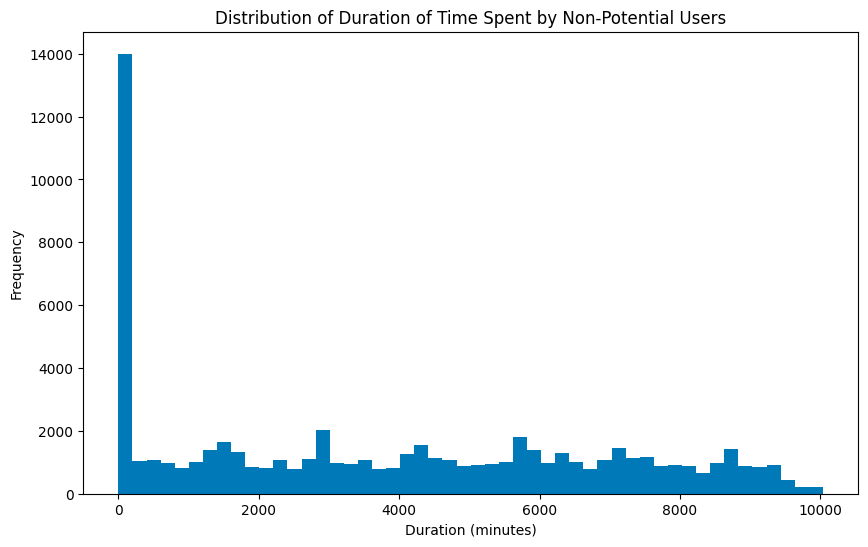 Distribution of Duration of Time Spent by Non-Potential Users
14000
12000
10000
8000
6000
4000
2000
0
Frequency
0 2000 4000 6000 8000 10000
Duration (minutes)